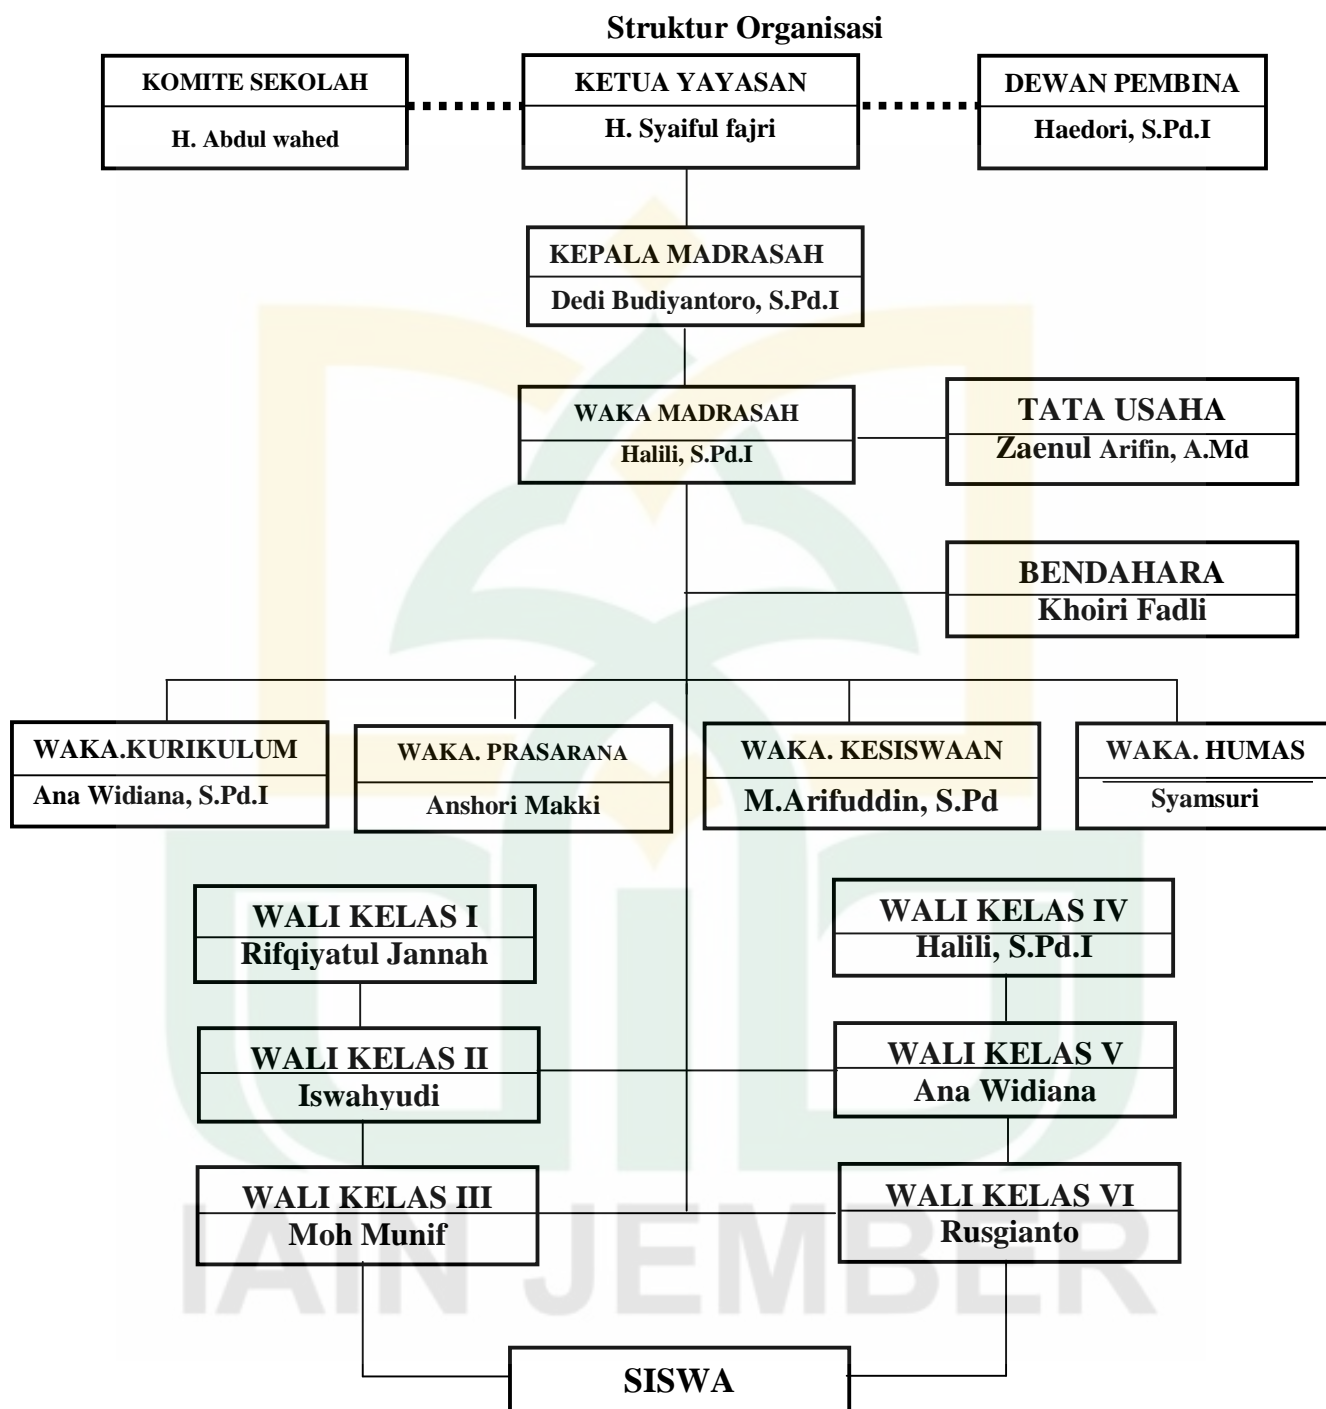 Struktur Organisasi
KOMITE SEKOLAH
H. Abdul wahed
KETUA YAYASAN
H. Syaiful fajri
DEWAN PEMBINA
Haedori, S.Pd.I
KEPALA MADRASAH
Dedi Budiyantoro, S.Pd.I
WAKA MADRASAH
Halili, S.Pd.I
TATA USAHA
Zaenul Arifin, A.Md
BENDAHARA
Khoiri Fadli
WAKA.KURIKULUM
Ana Widiana, S.Pd.I
WAKA. PRASARANA
Anshori Makki
WAKA. KESISWAAN
M.Arifuddin, S.Pd
WAKA. HUMAS
Syamsuri
WALI KELAS I
Rifqiyatul Jannah
WALI KELAS IV
Halili, S.Pd.I
WALI KELAS II
Iswahyudi
WALI KELAS V
Ana Widiana
WALI KELAS III
Moh Munif
WALI KELAS VI
Rusgianto
IAIN JEMBER
SISWA